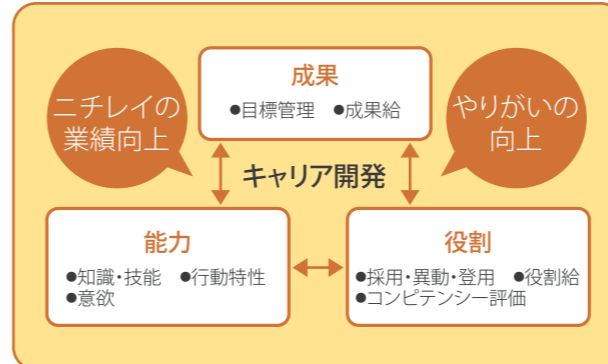 ニチレイの
業績向上
成果
●目標管理 ●成果給
やりがいの
向上
キャリア開発
能力
●知識・技能 ●行動特性
●意欲
役割
●採用・異動・登用 ●役割給
●コンピテンシー評価